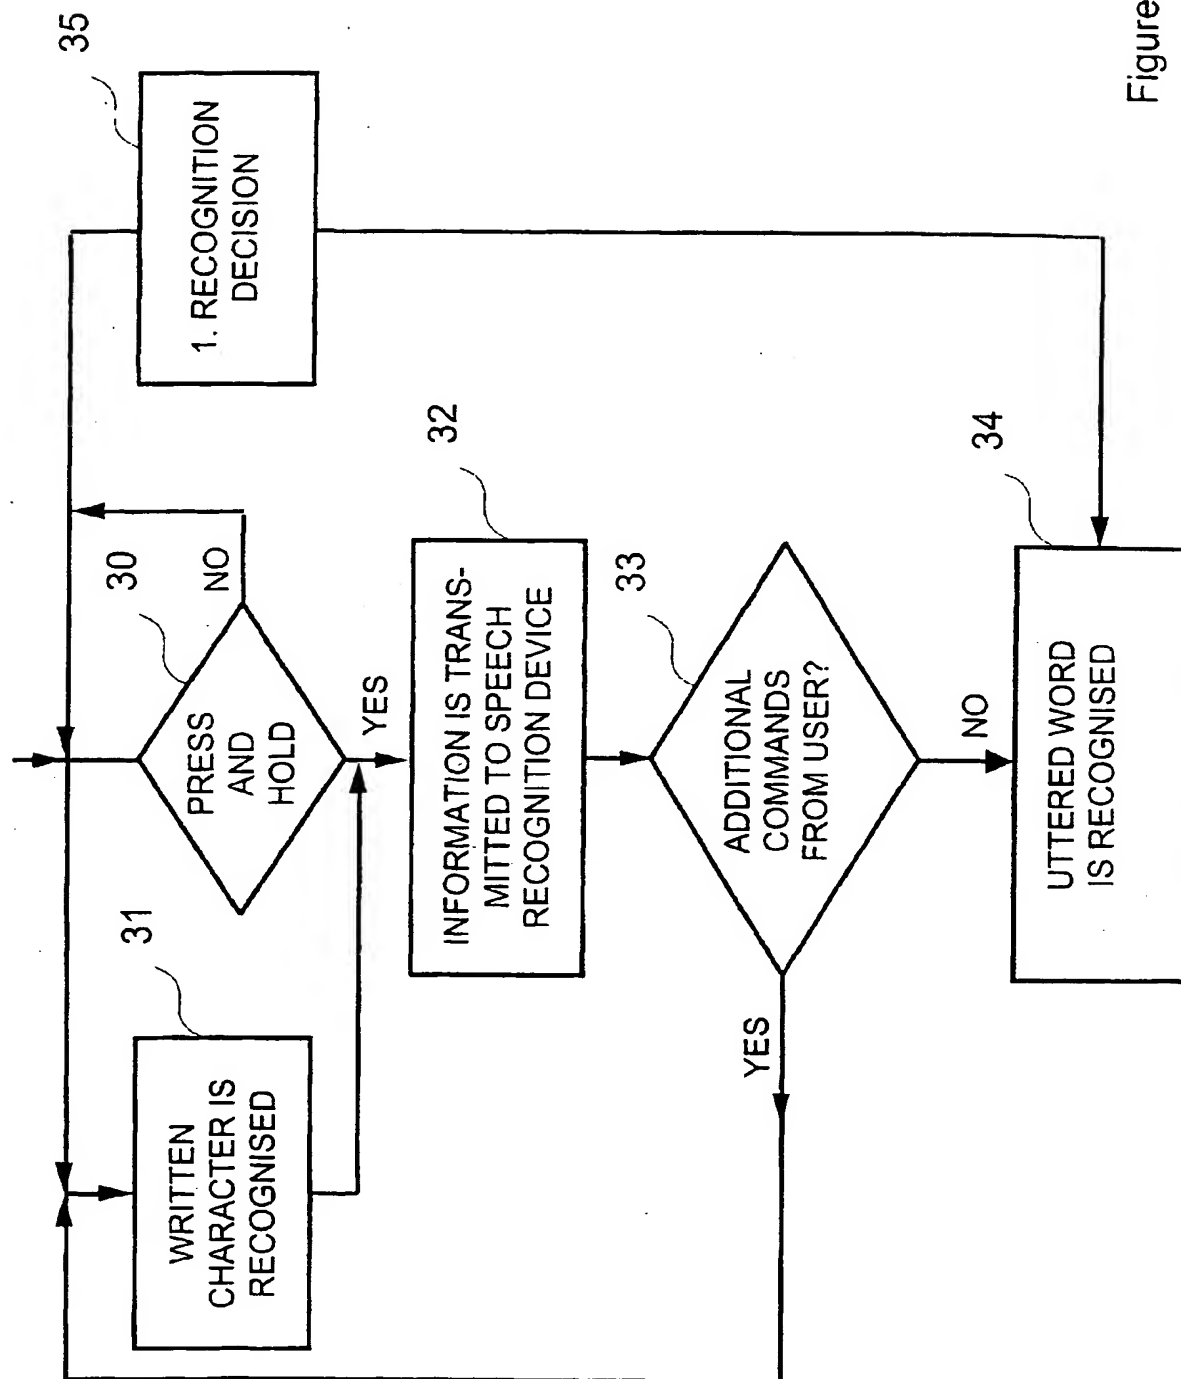 35
1. RECOGNITION
DECISION
30
PRESS
AND
HOLD
NO
YES
31
WRITTEN
CHARACTER IS
RECOGNISED
32
INFORMATION IS TRANS-
MITTED TO SPEECH
RECOGNITION DEVICE
33
ADDITIONAL
COMMANDS
FROM USER?
YES
NO
34
UTTERED WORD
IS RECOGNISED
Figure